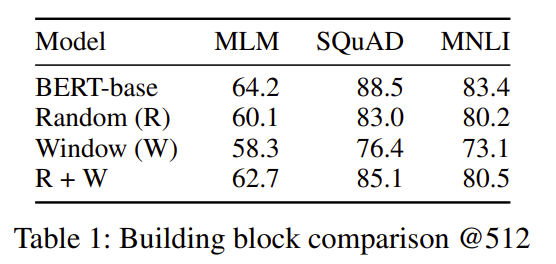 Model MLM SQuAD MNLI
BERT-base 64.2 88.5 83.4
Random (R) 60.1 83.0 80.2
Window (W) 58.3 76.4 73.1
R + W 62.7 85.1 80.5
Table 1: Building block comparison @512